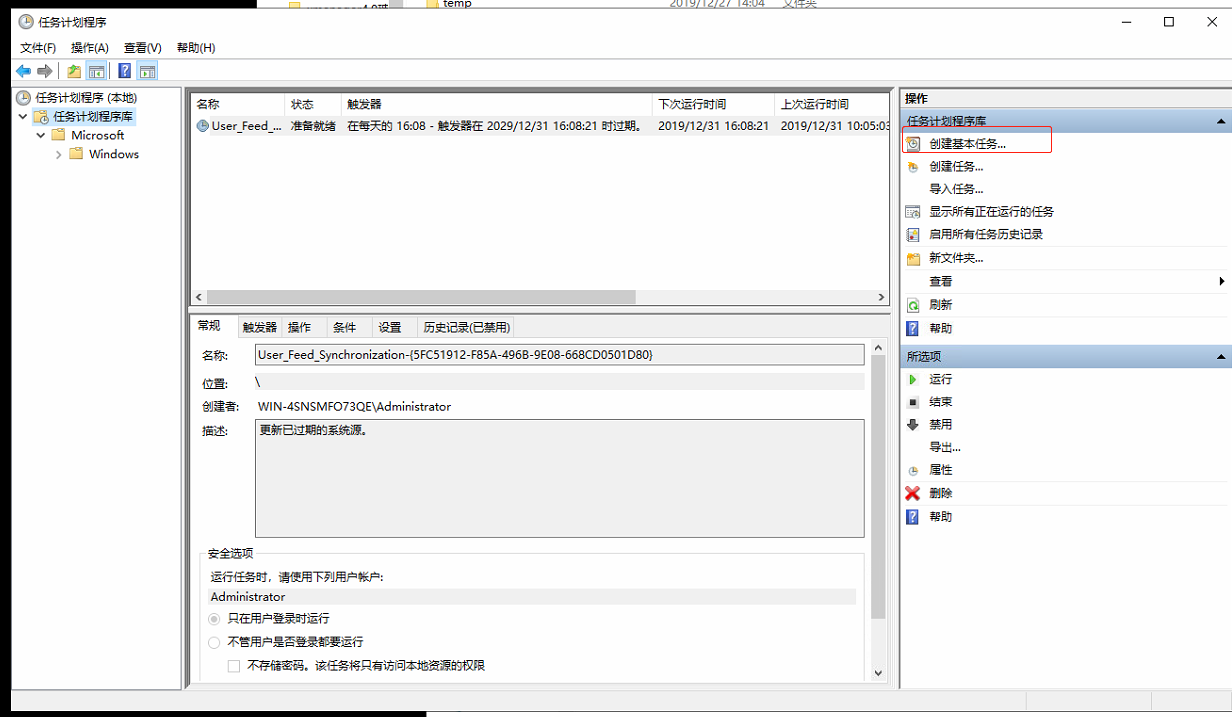 temp
2019/12/27 14:04
文件夹
任务计划程序
文件(F) 操作(A) 查看(V) 帮助(H)
任务计划程序 (本地)
任务计划程序库
Microsoft
Windows
名称 状态 触发器 下次运行时间 上次运行时间
User_Feed_... 准备就绪 在每天的 16:08 - 触发器在 2029/12/31 16:08:21 时过期。 2019/12/31 16:08:21 2019/12/31 10:05:03
常规 触发器 操作 条件 设置 历史记录(已禁用)
名称: User_Feed_Synchronization-{5FC51912-F85A-496B-9E08-668CD0501D80}
位置: \
创建者: WIN-4SNSMFO73QE\Administrator
描述: 更新已过期的系统源。
安全选项
运行任务时，请使用下列用户帐户:
Administrator
只在用户登录时运行
不管用户是否登录都要运行
不存储密码。该任务将只有访问本地资源的权限
操作
任务计划程序库
创建基本任务...
创建任务...
导入任务...
显示所有正在运行的任务
启用所有任务历史记录
新文件夹...
查看
刷新
帮助
所选项
运行
结束
禁用
导出...
属性
删除
帮助